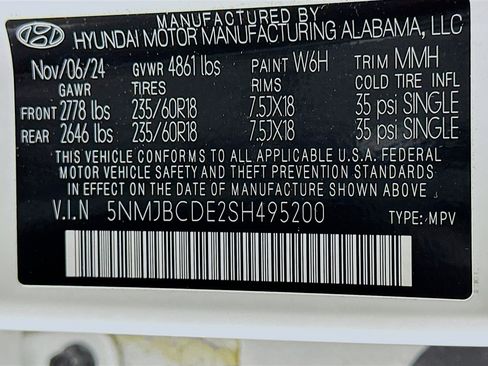 MANUFACTURED BY
HYUNDAI MOTOR MANUFACTURING ALABAMA, LLC
Nov/06/24 GVWR 4861 lbs PAINT W6H TRIM MMH
GAWR TIRES RIMS COLD TIRE INFL
FRONT 2778 lbs 235/60R18 7.5JX18 35 psi SINGLE
REAR 2646 lbs 235/60R18 7.5JX18 35 psi SINGLE
THIS VEHICLE CONFORMS TO ALL APPLICABLE U.S.A. FEDERAL
MOTOR VEHICLE SAFETY AND THEFT PREVENTION STANDARDS
IN EFFECT ON THE DATE OF MANUFACTURE SHOWN ABOVE.
V.I.N 5NMJBCDE2SH495200 TYPE: MPV